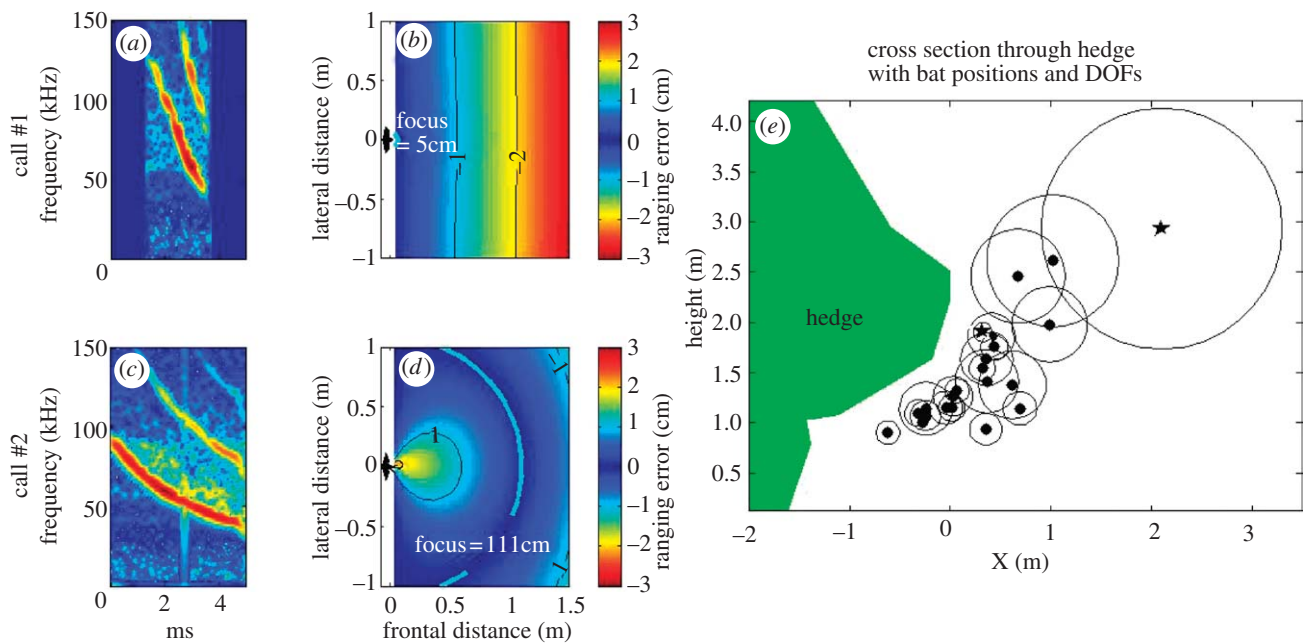 (a)
150
100
50
0
call #1
frequency (kHz)
(b)
1
0.5
0
−0.5
−1
lateral distance (m)
focus
= 5cm
−1
−2
3
2
1
0
−1
−2
−3
ranging error (cm)
(c)
150
100
50
0
call #2
frequency (kHz)
2
4
ms
(d)
1
0.5
0
−0.5
−1
lateral distance (m)
1
focus = 111cm
−1
−1
0
0.5
1
1.5
frontal distance (m)
3
2
1
0
−1
−2
−3
ranging error (cm)
cross section through hedge
with bat positions and DOFs
(e)
4.0
3.5
3.0
2.5
2.0
1.5
1.0
0.5
height (m)
hedge
−2
−1
0
1
2
3
X (m)